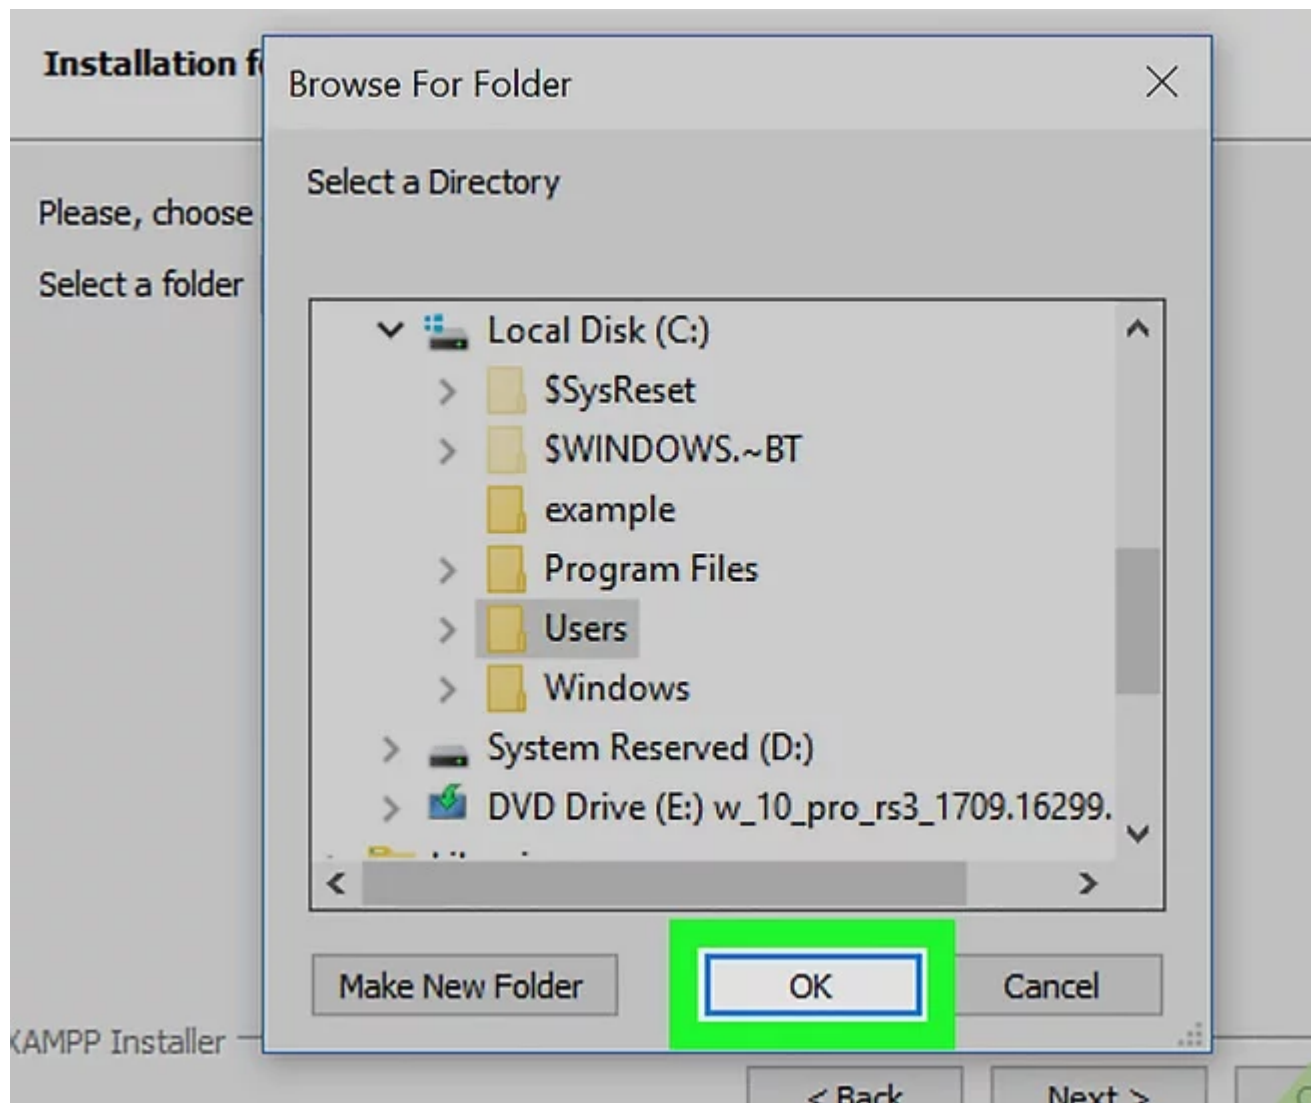 Installation f
Browse For Folder
Select a Directory
Please, choose
Select a folder
Local Disk (C:)
$SysReset
$WINDOWS.~BT
example
Program Files
Users
Windows
System Reserved (D:)
DVD Drive (E:) w_10_pro_rs3_1709.16299.
Make New Folder
OK
Cancel
XAMPP Installer
< Back
Next >